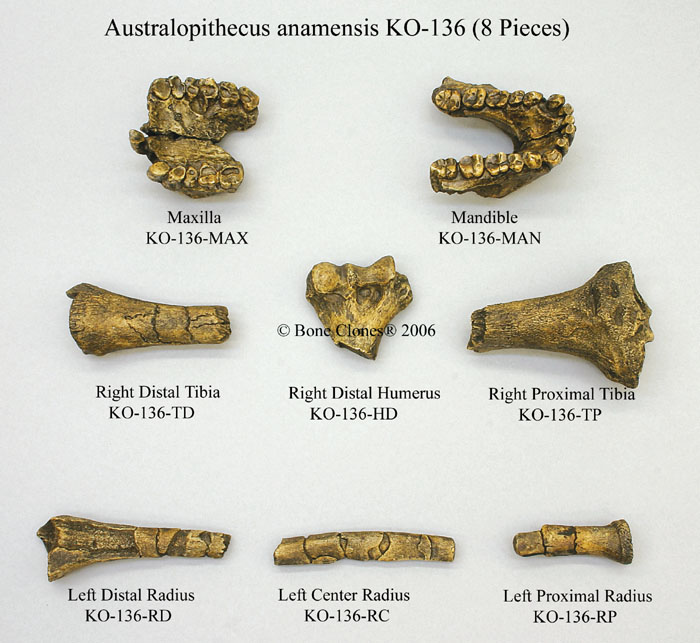 Australopithecus anamensis KO-136 (8 Pieces)
Maxilla
KO-136-MAX
Mandible
KO-136-MAN
© Bone Clones® 2006
Right Distal Tibia
KO-136-TD
Right Distal Humerus
KO-136-HD
Right Proximal Tibia
KO-136-TP
Left Distal Radius
KO-136-RD
Left Center Radius
KO-136-RC
Left Proximal Radius
KO-136-RP